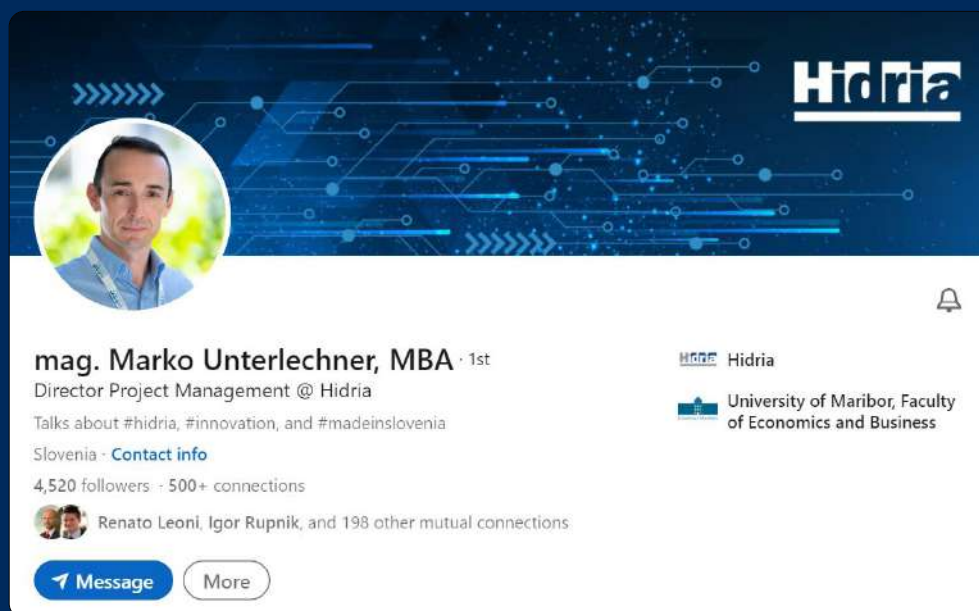 Hidria
mag. Marko Unterlechner, MBA · 1st
Director Project Management @ Hidria
Talks about #hidria, #innovation, and #madeinslovenia
Slovenia · Contact info
4,520 followers · 500+ connections
Renato Leoni, Igor Rupnik, and 198 other mutual connections
Message
More
Hidria Hidria
University of Maribor, Faculty
of Economics and Business